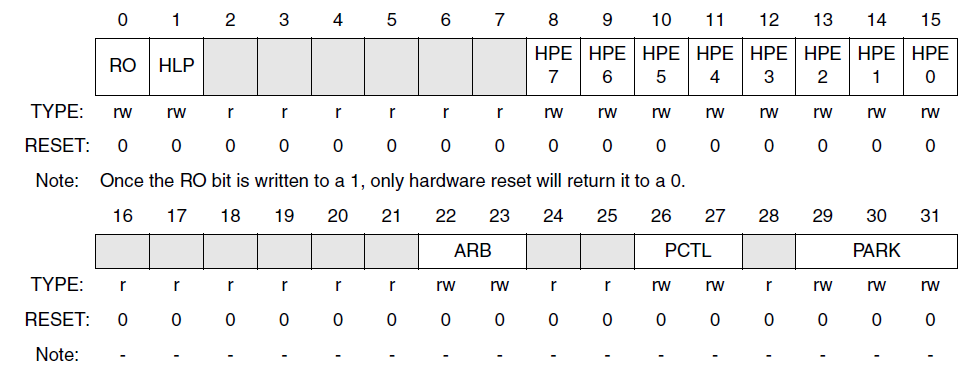 0 1 2 3 4 5 6 7 8 9 10 11 12 13 14 15
RO HLP HPE 7 HPE 6 HPE 5 HPE 4 HPE 3 HPE 2 HPE 1 HPE 0
TYPE: rw rw r r r r r r rw rw rw rw rw rw rw rw
RESET: 0 0 0 0 0 0 0 0 0 0 0 0 0 0 0 0
Note: Once the RO bit is written to a 1, only hardware reset will return it to a 0.
16 17 18 19 20 21 22 23 24 25 26 27 28 29 30 31
ARB PCTL PARK
TYPE: r r r r r r rw rw r r rw rw r rw rw rw
RESET: 0 0 0 0 0 0 0 0 0 0 0 0 0 0 0 0
Note: - - - - - - - - - - - - - - - -